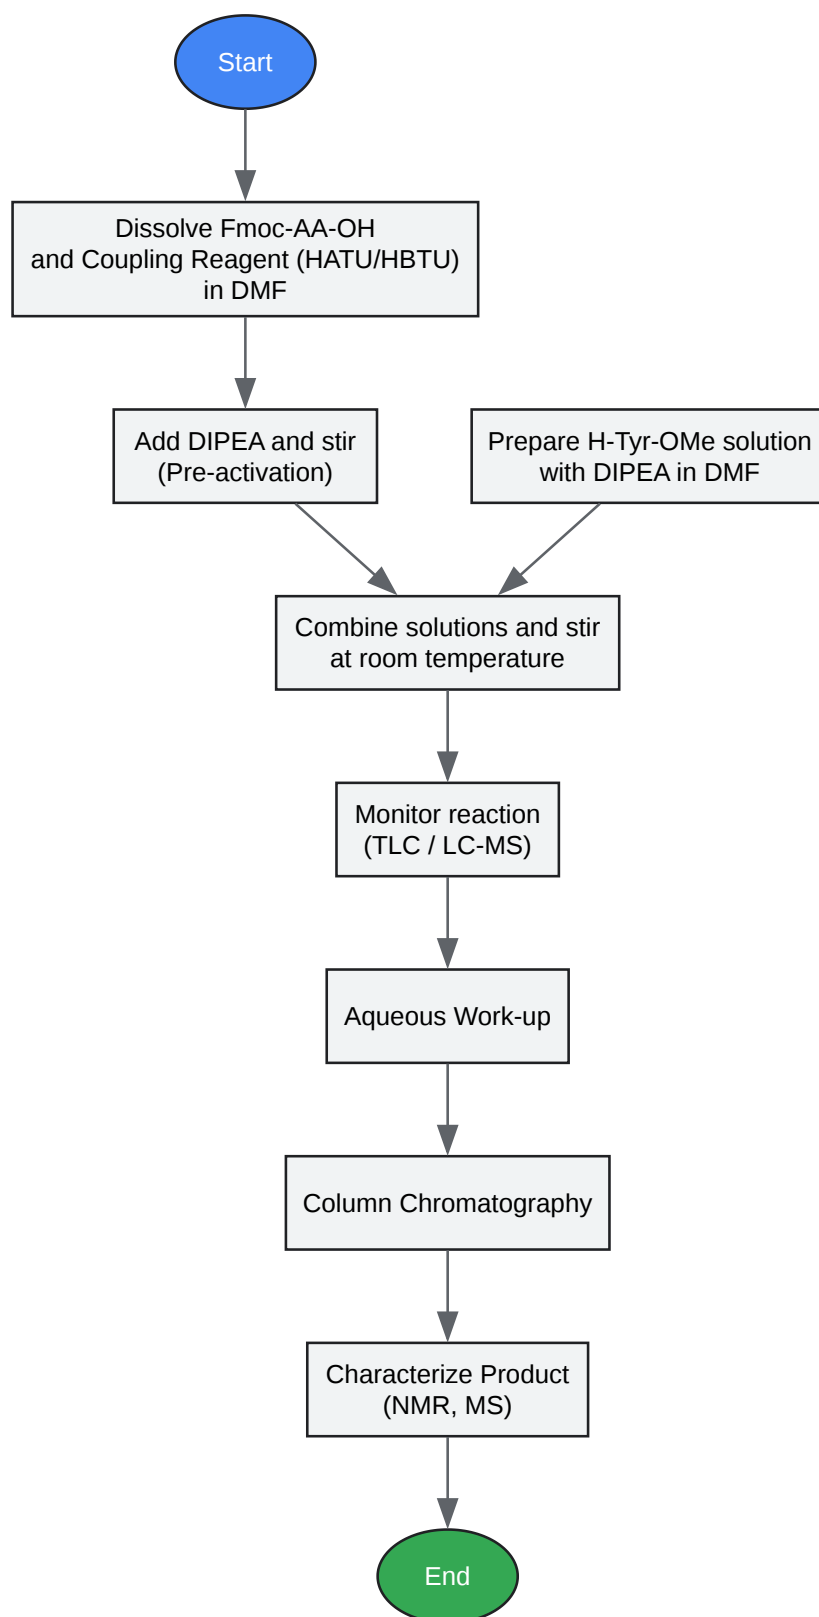 Start
Dissolve Fmoc-AA-OH
and Coupling Reagent (HATU/HBTU)
in DMF
Add DIPEA and stir
(Pre-activation)
Prepare H-Tyr-OMe solution
with DIPEA in DMF
Combine solutions and stir
at room temperature
Monitor reaction
(TLC / LC-MS)
Aqueous Work-up
Column Chromatography
Characterize Product
(NMR, MS)
End